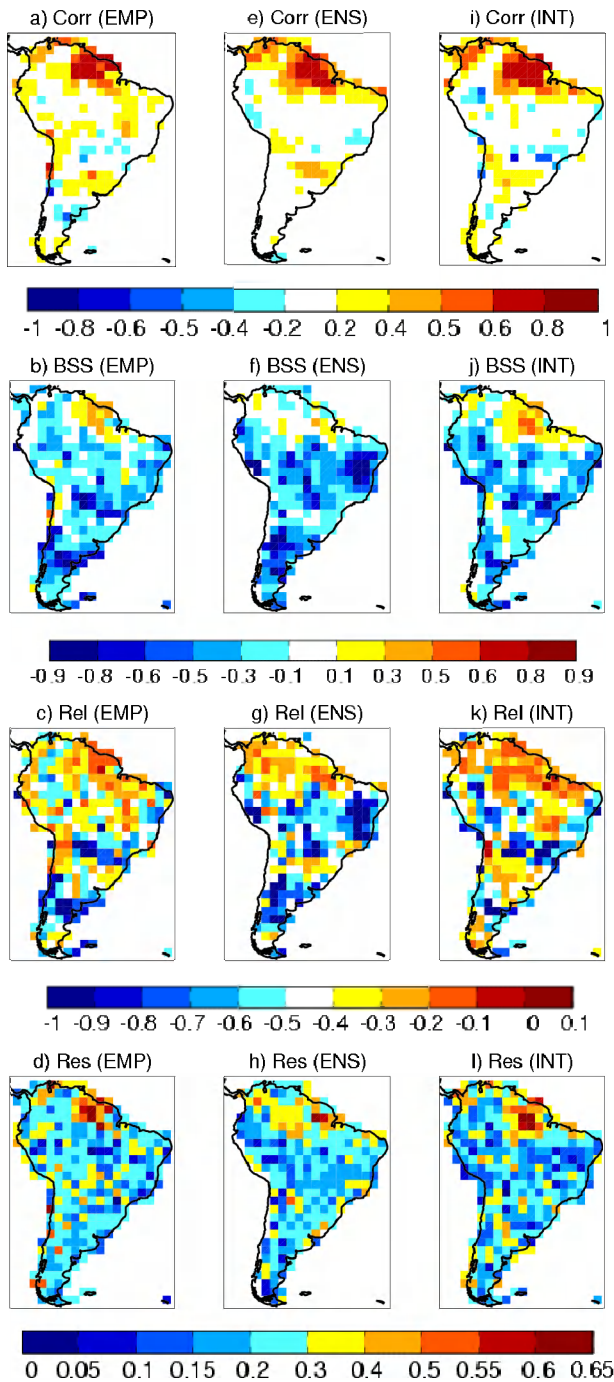 a) Corr (EMP) e) Corr (ENS) i) Corr (INT)
-1 -0.8 -0.6 -0.5 -0.4 -0.2 0.2 0.4 0.5 0.6 0.8 1
b) BSS (EMP) f) BSS (ENS) j) BSS (INT)
-0.9 -0.6 -0.5 -0.3 -0.1 0.1 0.3 0.5 0.6 0.9
c) Rel (EMP) g) Rel (ENS) k) Rel (INT)
-1 -0.9 -0.8 -0.7 -0.6 -0.5 -0.4 -0.3 -0.2 -0.1 0 0.1
d) Res (EMP) h) Res (ENS) l) Res (INT)
0 0.05 0.1 0.15 0.2 0.3 0.4 0.5 0.55 0.6 0.65